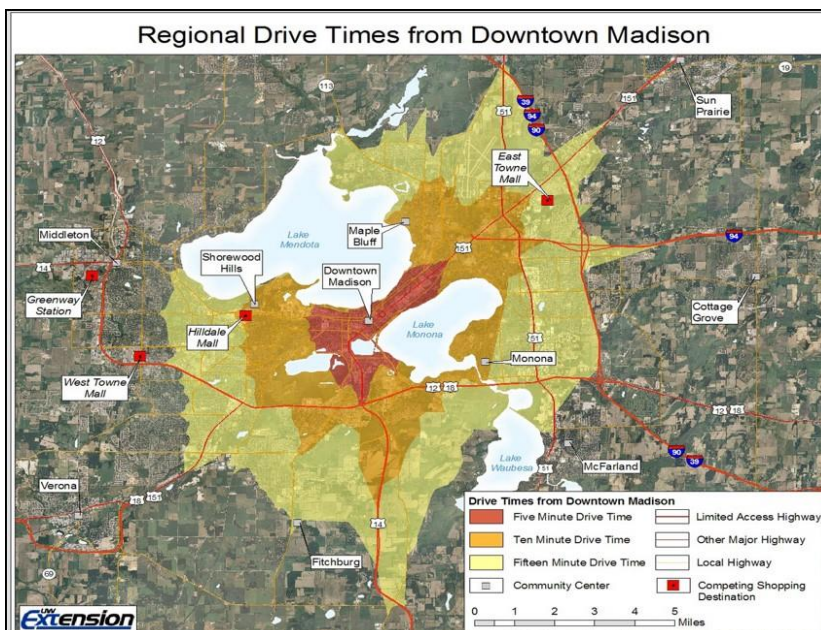 Regional Drive Times from Downtown Madison
19
113
39
94
90
51
151
Sun
Prairie
12
East
Towne
Mall
51
Middleton
Maple
Bluff
Lake
Mendota
151
94
14
Shorewood
Hills
Downtown
Madison
Greenway
Station
Cottage
Grove
Hilldale
Mall
Lake
Monona
51
Monona
West Towne
Mall
12 18
12 18
90
39
Lake
Waubesa
McFarland
51
Verona
18 151
14
Fitchburg
69
Drive Times from Downtown Madison
Five Minute Drive Time
Limited Access Highway
Ten Minute Drive Time
Other Major Highway
Fifteen Minute Drive Time
Local Highway
Community Center
Competing Shopping
Destination
0 1 2 3 4 5
Miles
UW
Extension